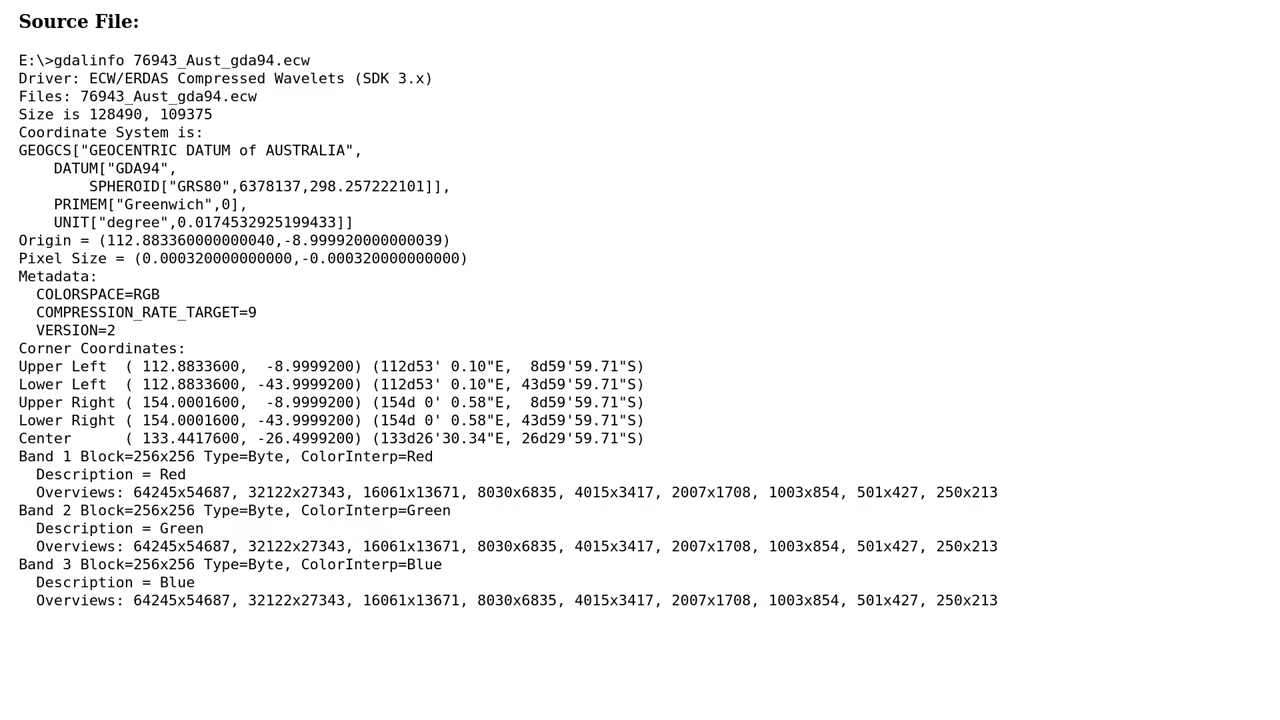 Source File:
E:\>gdalinfo 76943_Aust_gda94.ecw
Driver: ECW/ERDAS Compressed Wavelets (SDK 3.x)
Files: 76943_Aust_gda94.ecw
Size is 128490, 109375
Coordinate System is:
GEOGCS["GEOCENTRIC DATUM of AUSTRALIA",
    DATUM["GDA94",
        SPHEROID["GRS80",6378137,298.257222101]],
    PRIMEM["Greenwich",0],
    UNIT["degree",0.0174532925199433]]
Origin = (112.883360000000040,-8.999920000000039)
Pixel Size = (0.000320000000000,-0.000320000000000)
Metadata:
  COLORSPACE=RGB
  COMPRESSION_RATE_TARGET=9
  VERSION=2
Corner Coordinates:
Upper Left  ( 112.8833600,  -8.9999200) (112d53' 0.10"E,  8d59'59.71"S)
Lower Left  ( 112.8833600, -43.9999200) (112d53' 0.10"E, 43d59'59.71"S)
Upper Right ( 154.0001600,  -8.9999200) (154d 0' 0.58"E,  8d59'59.71"S)
Lower Right ( 154.0001600, -43.9999200) (154d 0' 0.58"E, 43d59'59.71"S)
Center      ( 133.4417600, -26.4999200) (133d26'30.34"E, 26d29'59.71"S)
Band 1 Block=256x256 Type=Byte, ColorInterp=Red
  Description = Red
  Overviews: 64245x54687, 32122x27343, 16061x13671, 8030x6835, 4015x3417, 2007x1708, 1003x854, 501x427, 250x213
Band 2 Block=256x256 Type=Byte, ColorInterp=Green
  Description = Green
  Overviews: 64245x54687, 32122x27343, 16061x13671, 8030x6835, 4015x3417, 2007x1708, 1003x854, 501x427, 250x213
Band 3 Block=256x256 Type=Byte, ColorInterp=Blue
  Description = Blue
  Overviews: 64245x54687, 32122x27343, 16061x13671, 8030x6835, 4015x3417, 2007x1708, 1003x854, 501x427, 250x213